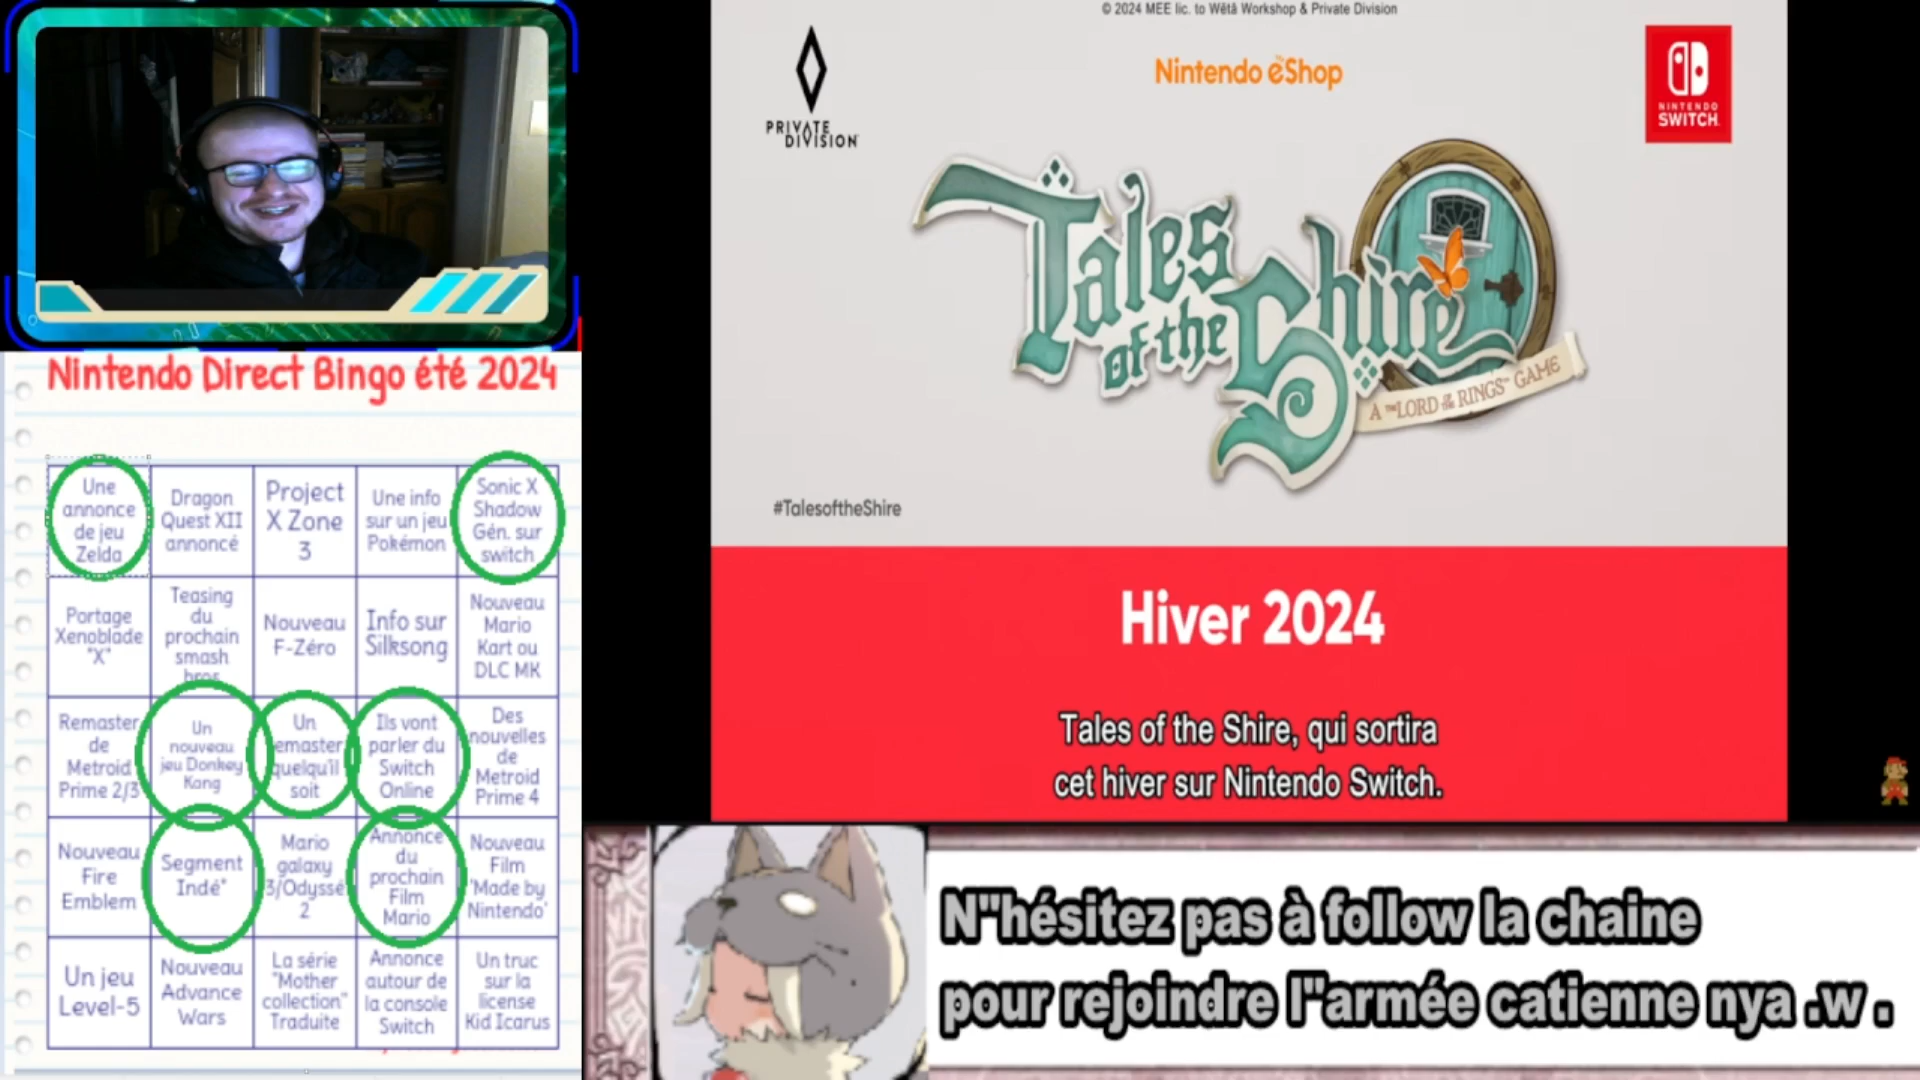 © 2024 MEE lic. to Wētā Workshop & Private Division
PRIVATE
DIVISION
Nintendo eShop
NINTENDO
SWITCH
Tales
of the
Shire
A THE LORD OF THE RINGS™ GAME
#TalesoftheShire
Hiver 2024
Tales of the Shire, qui sortira
cet hiver sur Nintendo Switch.
Nintendo Direct Bingo été 2024
Une
annonce
de jeu
Zelda
Dragon
Quest XII
annoncé
Project
X Zone
3
Une info
sur un jeu
Pokémon
Sonic X
Shadow
Gén. sur
switch
Portage
Xenoblade
"X"
Teasing
du
prochain
smash
bros
Nouveau
F-Zéro
Info sur
Silksong
Nouveau
Mario
Kart ou
DLC MK
Remaster
de
Metroid
Prime 2/3
Un
nouveau
jeu Donkey
Kong
Un
emaster
quelqu'il
soit
Ils vont
parler du
Switch
Online
Des
nouvelles
de
Metroid
Prime 4
Nouveau
Fire
Emblem
Segment
Indé"
Mario
galaxy
3/Odyssé
2
Annonce
du
prochain
Film
Mario
Nouveau
Film
'Made by
Nintendo'
Un jeu
Level-5
Nouveau
Advance
Wars
La série
"Mother
collection"
Traduite
Annonce
autour de
la console
Switch
Un truc
sur la
license
Kid Icarus
N"hésitez pas à follow la chaine
pour rejoindre l"armée catienne nya .w .